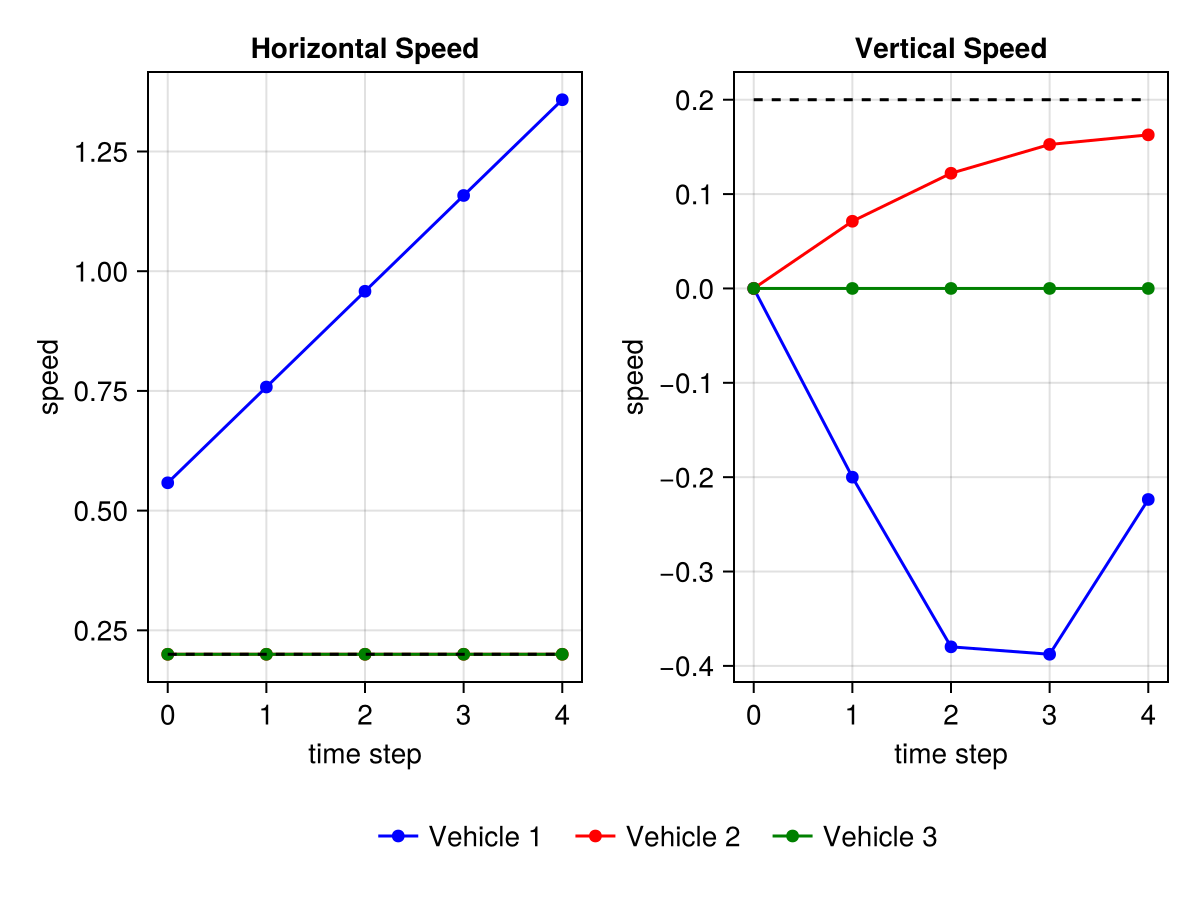 Horizontal Speed
speed
1.25
1.00
0.75
0.50
0.25
0 1 2 3 4
time step
Vertical Speed
speed
0.2
0.1
0.0
−0.1
−0.2
−0.3
−0.4
0 1 2 3 4
time step
Vehicle 1 Vehicle 2 Vehicle 3